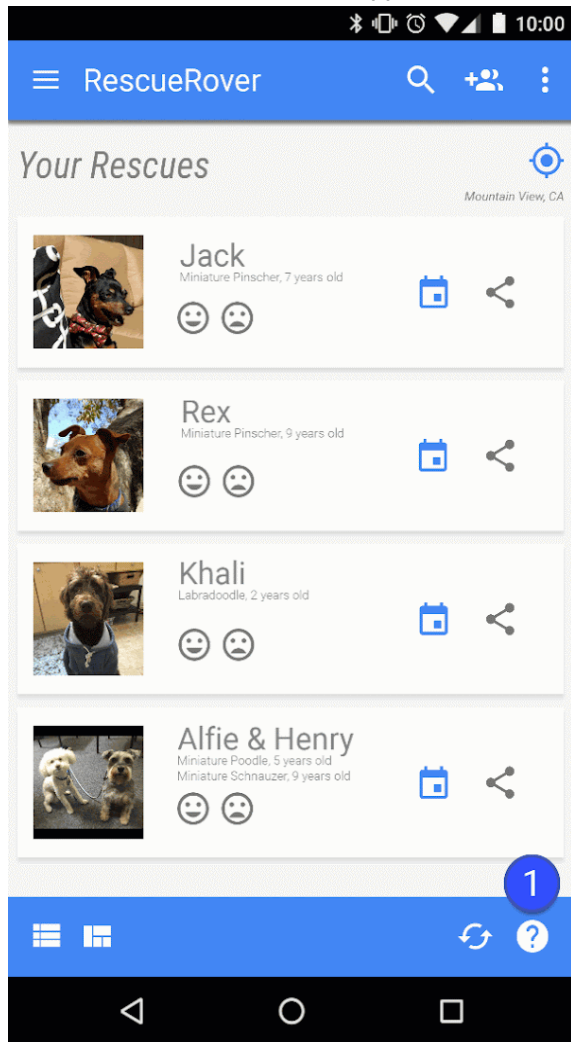 10:00
RescueRover
Your Rescues
Mountain View, CA
Jack
Miniature Pinscher, 7 years old
Rex
Miniature Pinscher, 9 years old
Khali
Labradoodle, 2 years old
Alfie & Henry
Miniature Poodle, 5 years old
Miniature Schnauzer, 9 years old
1
?